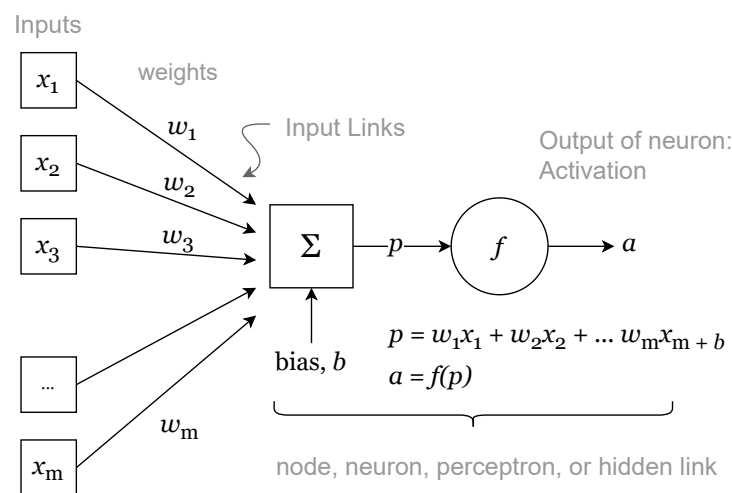 Inputs
x₁
weights
w₁
Input Links
Output of neuron:
Activation
x₂
w₂
x₃
w₃
Σ
p
f
a
...
bias, b
p = w₁x₁ + w₂x₂ + ... wₘxₘ ₊ b
a = f(p)
wₘ
xₘ
node, neuron, perceptron, or hidden link